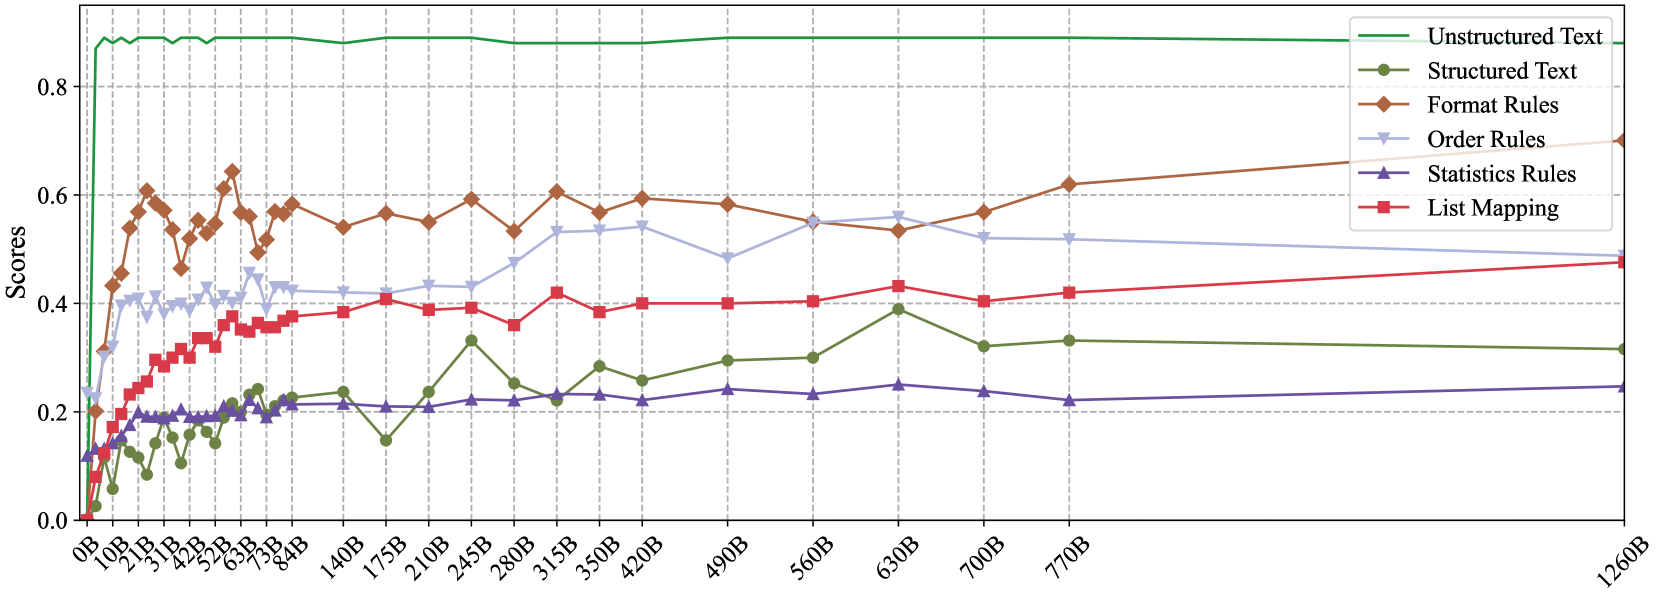 Scores
0.8
0.6
0.4
0.2
0.0
Unstructured Text
Structured Text
Format Rules
Order Rules
Statistics Rules
List Mapping
0B 10B 21B 31B 42B 52B 63B 73B 84B 140B 175B 210B 245B 280B 315B 350B 420B 490B 560B 630B 700B 770B 1260B